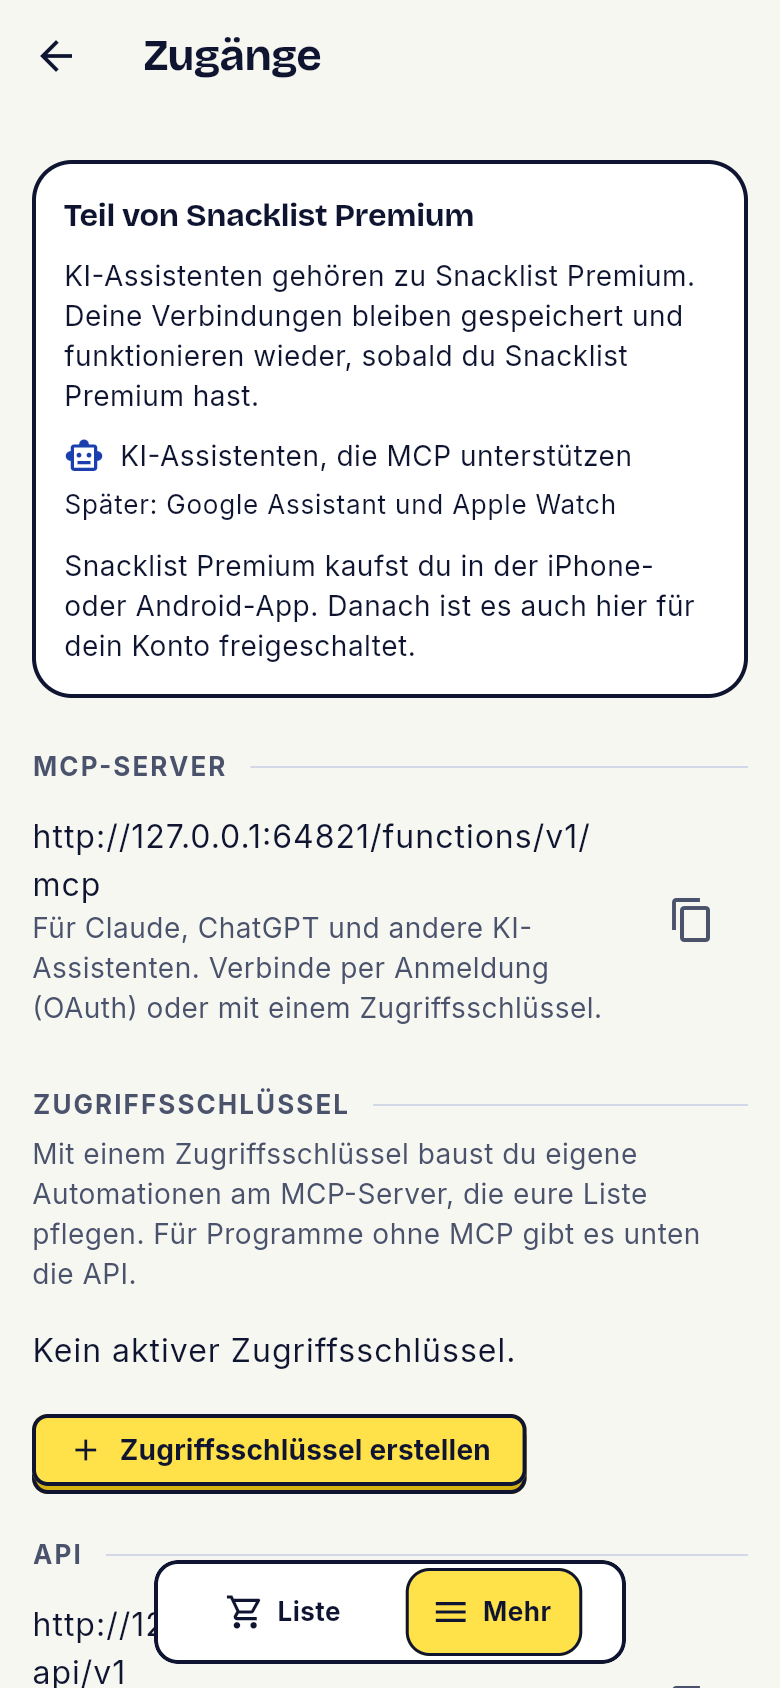 Zugänge
Teil von Snacklist Premium
KI-Assistenten gehören zu Snacklist Premium.
Deine Verbindungen bleiben gespeichert und
funktionieren wieder, sobald du Snacklist
Premium hast.
KI-Assistenten, die MCP unterstützen
Später: Google Assistant und Apple Watch
Snacklist Premium kaufst du in der iPhone-
oder Android-App. Danach ist es auch hier für
dein Konto freigeschaltet.
MCP-SERVER
http://127.0.0.1:64821/functions/v1/
mcp
Für Claude, ChatGPT und andere KI-
Assistenten. Verbinde per Anmeldung
(OAuth) oder mit einem Zugriffsschlüssel.
ZUGRIFFSSCHLÜSSEL
Mit einem Zugriffsschlüssel baust du eigene
Automationen am MCP-Server, die eure Liste
pflegen. Für Programme ohne MCP gibt es unten
die API.
Kein aktiver Zugriffsschlüssel.
Zugriffsschlüssel erstellen
API
http://12
api/v1
Liste
Mehr